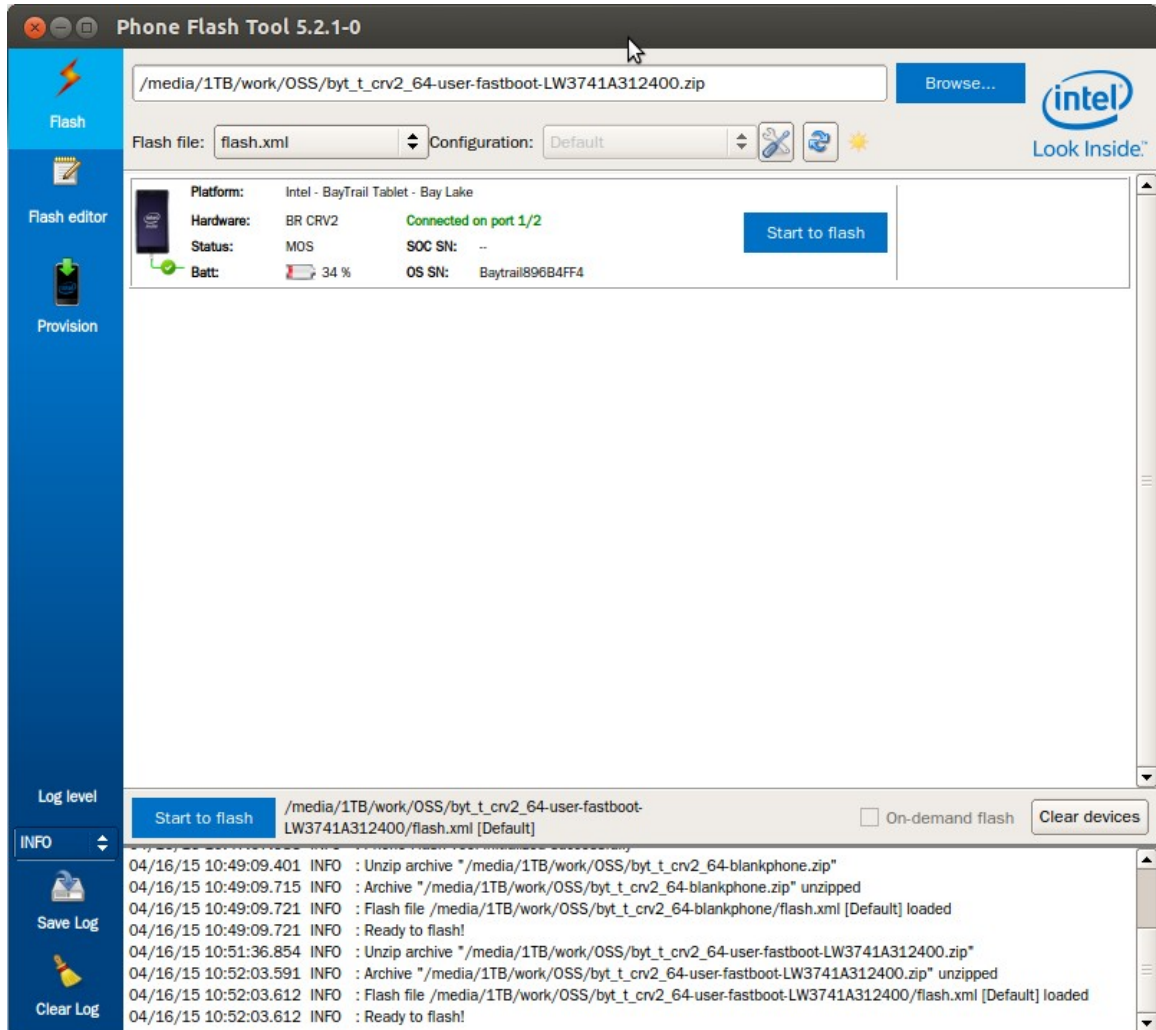 Phone Flash Tool 5.2.1-0
Flash
/media/1TB/work/OSS/byt_t_crv2_64-user-fastboot-LW3741A312400.zip
Browse...
intel
Look Inside.™
Flash file: flash.xml Configuration: Default
Flash editor
Provision
Platform: Intel - BayTrail Tablet - Bay Lake
Hardware: BR CRV2 Connected on port 1/2
Status: MOS SOC SN: --
Batt: 34 % OS SN: Baytrail896B4FF4
Start to flash
Log level
INFO
Save Log
Clear Log
Start to flash
/media/1TB/work/OSS/byt_t_crv2_64-user-fastboot-
LW3741A312400/flash.xml [Default]
On-demand flash
Clear devices
04/16/15 10:49:09.401 INFO : Unzip archive "/media/1TB/work/OSS/byt_t_crv2_64-blankphone.zip"
04/16/15 10:49:09.715 INFO : Archive "/media/1TB/work/OSS/byt_t_crv2_64-blankphone.zip" unzipped
04/16/15 10:49:09.721 INFO : Flash file /media/1TB/work/OSS/byt_t_crv2_64-blankphone/flash.xml [Default] loaded
04/16/15 10:49:09.721 INFO : Ready to flash!
04/16/15 10:51:36.854 INFO : Unzip archive "/media/1TB/work/OSS/byt_t_crv2_64-user-fastboot-LW3741A312400.zip"
04/16/15 10:52:03.591 INFO : Archive "/media/1TB/work/OSS/byt_t_crv2_64-user-fastboot-LW3741A312400.zip" unzipped
04/16/15 10:52:03.612 INFO : Flash file /media/1TB/work/OSS/byt_t_crv2_64-user-fastboot-LW3741A312400/flash.xml [Default] loaded
04/16/15 10:52:03.612 INFO : Ready to flash!